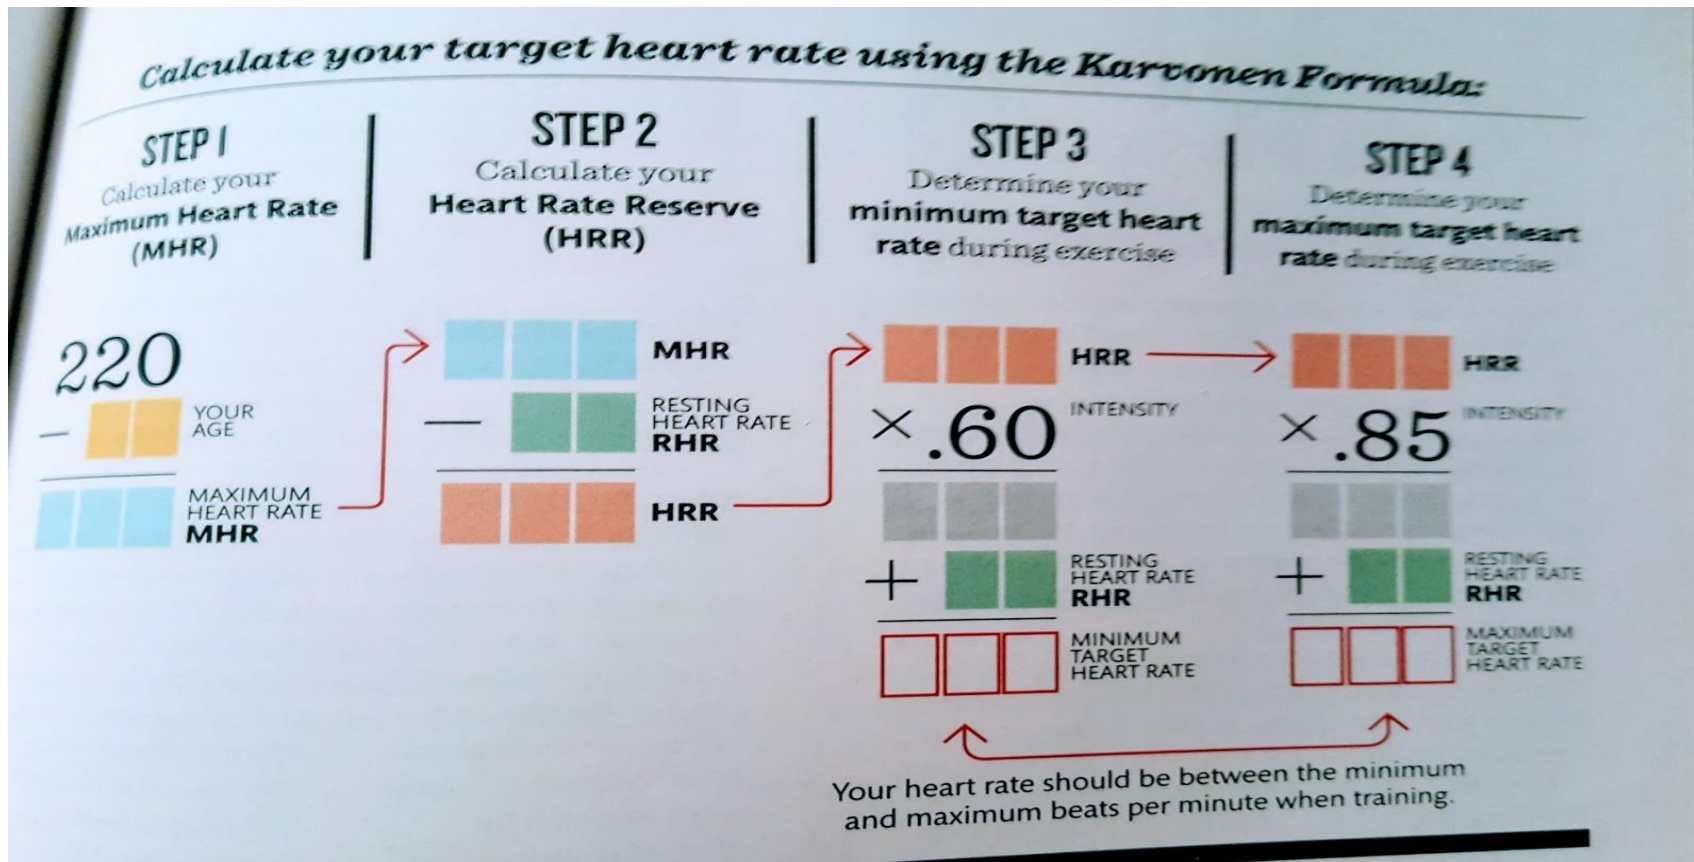 Calculate your target heart rate using the Karvonen Formula:
STEP 1
Calculate your
Maximum Heart Rate
(MHR)
220
− YOUR
AGE
MAXIMUM
HEART RATE
MHR
STEP 2
Calculate your
Heart Rate Reserve
(HRR)
MHR
− RESTING
HEART RATE
RHR
HRR
STEP 3
Determine your
minimum target heart
rate during exercise
HRR
× .60 INTENSITY
+ RESTING
HEART RATE
RHR
MINIMUM
TARGET
HEART RATE
STEP 4
Determine your
maximum target heart
rate during exercise
HRR
× .85 INTENSITY
+ RESTING
HEART RATE
RHR
MAXIMUM
TARGET
HEART RATE
Your heart rate should be between the minimum
and maximum beats per minute when training.